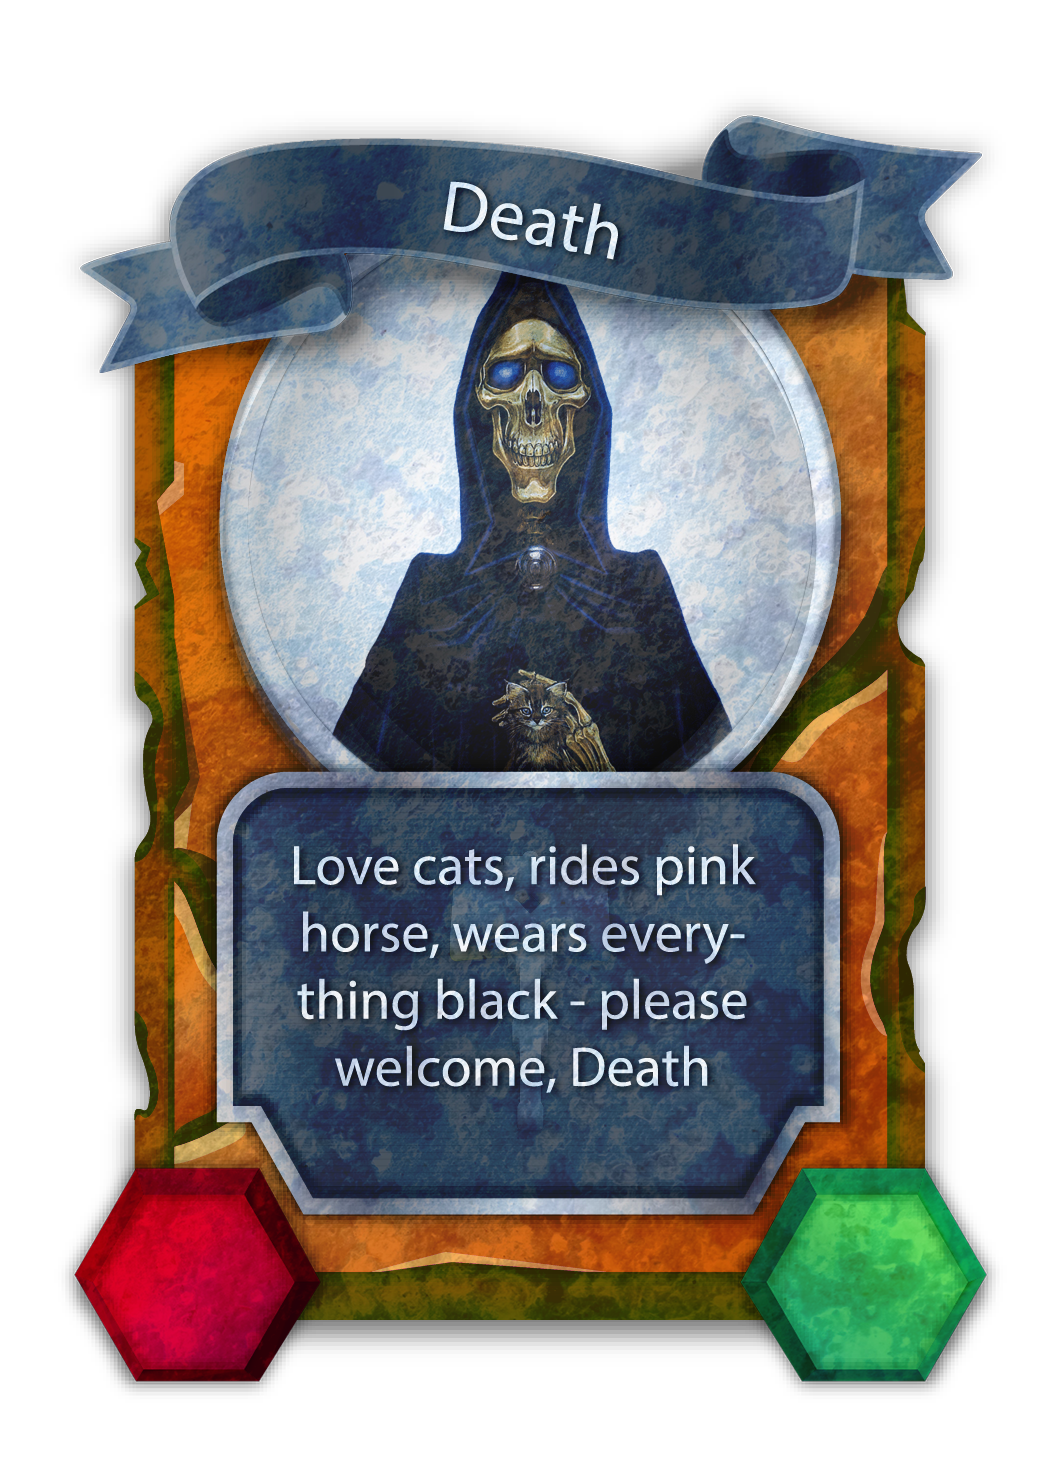 Death
Love cats, rides pink
horse, wears every-
thing black - please
welcome, Death